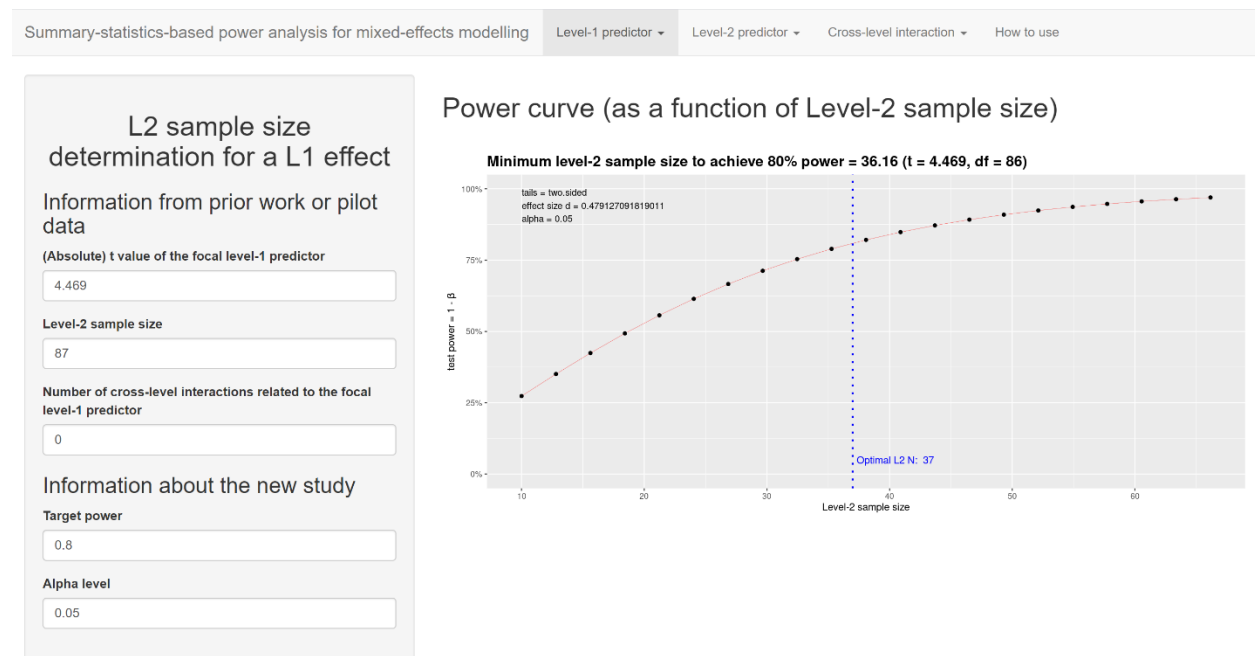 Summary-statistics-based power analysis for mixed-effects modelling
Level-1 predictor
Level-2 predictor
Cross-level interaction
How to use
L2 sample size
determination for a L1 effect
Information from prior work or pilot
data
(Absolute) t value of the focal level-1 predictor
4.469
Level-2 sample size
87
Number of cross-level interactions related to the focal
level-1 predictor
0
Information about the new study
Target power
0.8
Alpha level
0.05
Power curve (as a function of Level-2 sample size)
Minimum level-2 sample size to achieve 80% power = 36.16 (t = 4.469, df = 86)
tails = two.sided
effect size d = 0.479127091819011
alpha = 0.05
100%
75%
50%
25%
0%
test power = 1 - β
Optimal L2 N: 37
10
20
30
40
50
60
Level-2 sample size